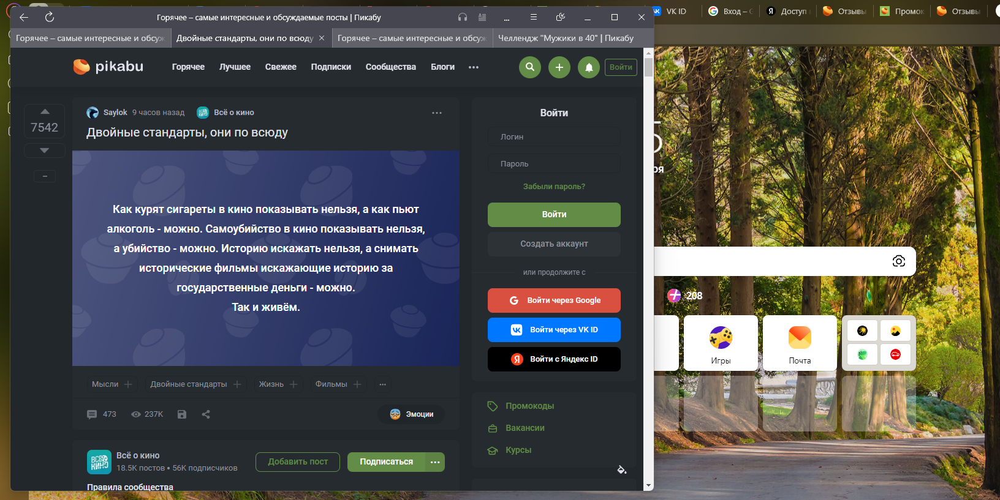 Горячее – самые интересные и обсуждаемые посты | Пикабу
VK ID
Вход – G
Доступ
Отзывы
Промок
Отзывы
Горячее – самые интересные и обсуж
Двойные стандарты, они по всюду
Горячее – самые интересные и обсуж
Челлендж "Мужики в 40" | Пикабу
pikabu
Горячее
Лучшее
Свежее
Подписки
Сообщества
Блоги
•••
Войти
7542
Saylok 9 часов назад Всё о кино
Двойные стандарты, они по всюду
Как курят сигареты в кино показывать нельзя, а как пьют
алкоголь - можно. Самоубийство в кино показывать нельзя,
а убийство - можно. Историю искажать нельзя, а снимать
исторические фильмы искажающие историю за
государственные деньги - можно.
Так и живём.
Мысли
Двойные стандарты
Жизнь
Фильмы
473
237K
Эмоции
ВСЁ О КИНО
Всё о кино
18.5K постов • 56K подписчиков
Добавить пост
Подписаться
Правила сообщества
Войти
Логин
Пароль
Забыли пароль?
Войти
Создать аккаунт
или продолжите с
Войти через Google
Войти через VK ID
Войти с Яндекс ID
Промокоды
Вакансии
Курсы
ря
208
Игры
Почта